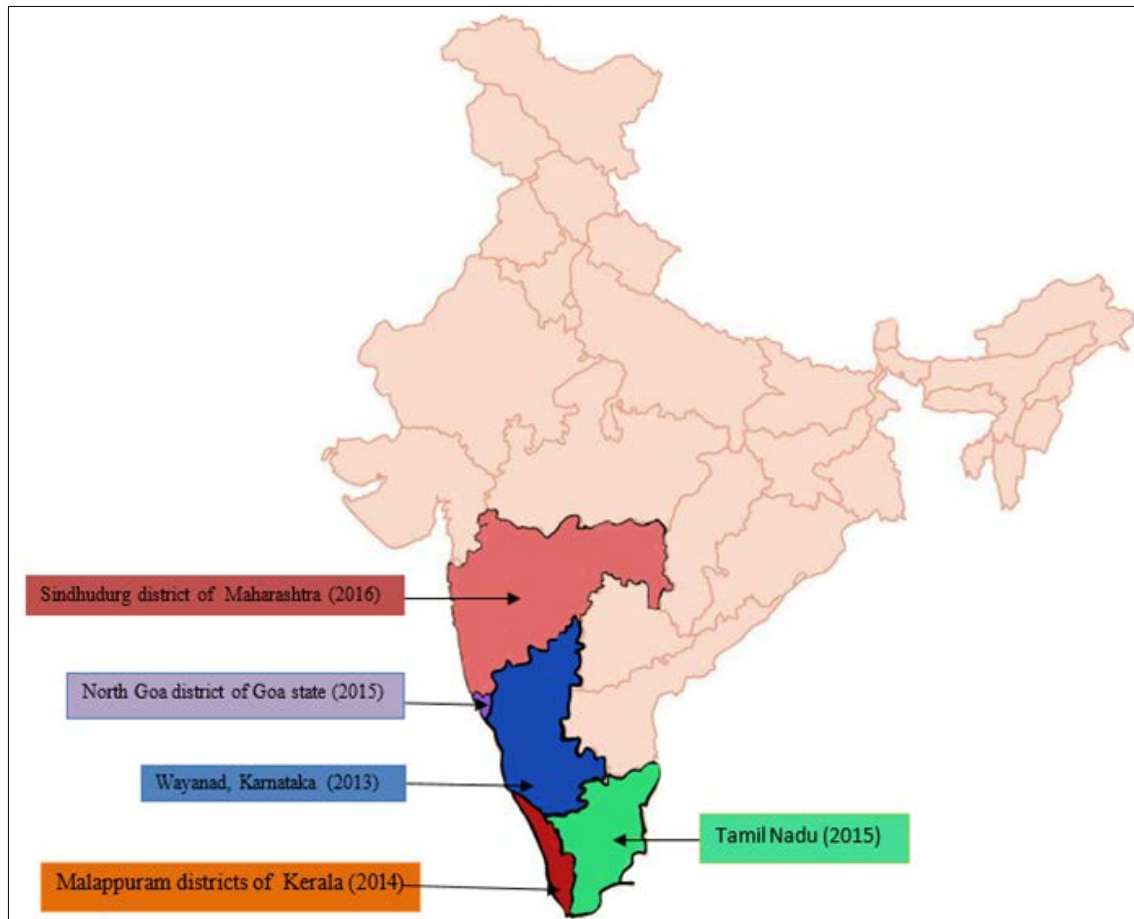 Sindhudurg district of Maharashtra (2016)
North Goa district of Goa state (2015)
Wayanad, Karnataka (2013)
Tamil Nadu (2015)
Malappuram districts of Kerala (2014)